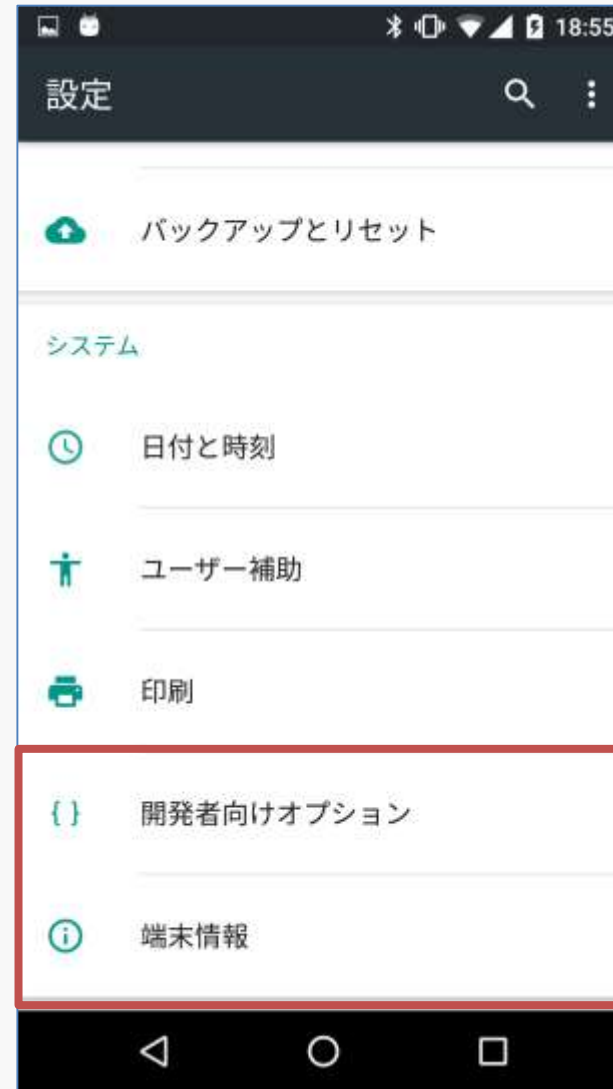 18:55
設定
バックアップとリセット
システム
日付と時刻
ユーザー補助
印刷
{ } 開発者向けオプション
端末情報